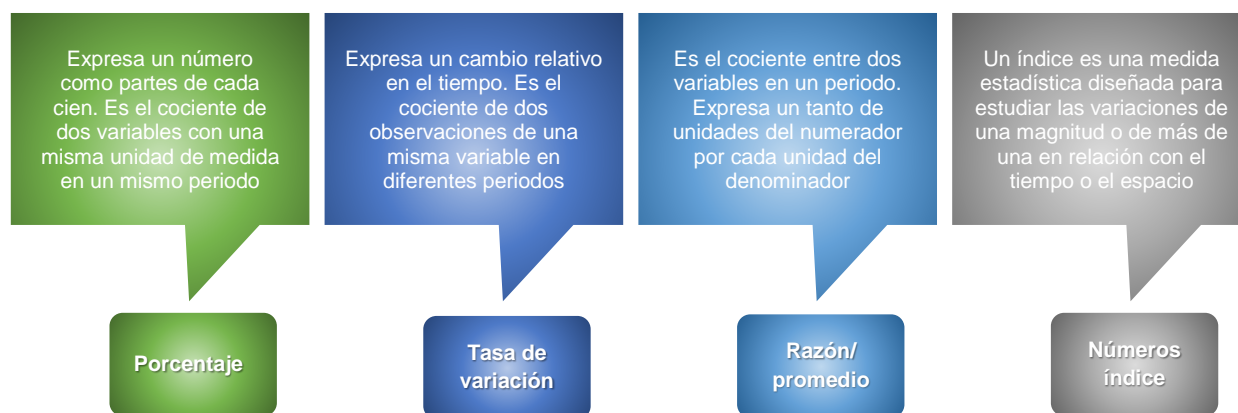 Expresa un número
como partes de cada
cien. Es el cociente de
dos variables con una
misma unidad de medida
en un mismo periodo
Expresa un cambio relativo
en el tiempo. Es el
cociente de dos
observaciones de una
misma variable en
diferentes periodos
Es el cociente entre dos
variables en un periodo.
Expresa un tanto de
unidades del numerador
por cada unidad del
denominador
Un índice es una medida
estadística diseñada para
estudiar las variaciones de
una magnitud o de más de
una en relación con el
tiempo o el espacio
Porcentaje
Tasa de
variación
Razón/
promedio
Números
índice